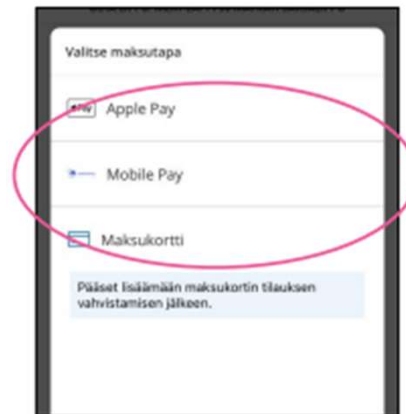 Valitse maksutapa
Apple Pay
Mobile Pay
Maksukortti
Pääset lisäämään maksukortin tilauksen
vahvistamisen jälkeen.